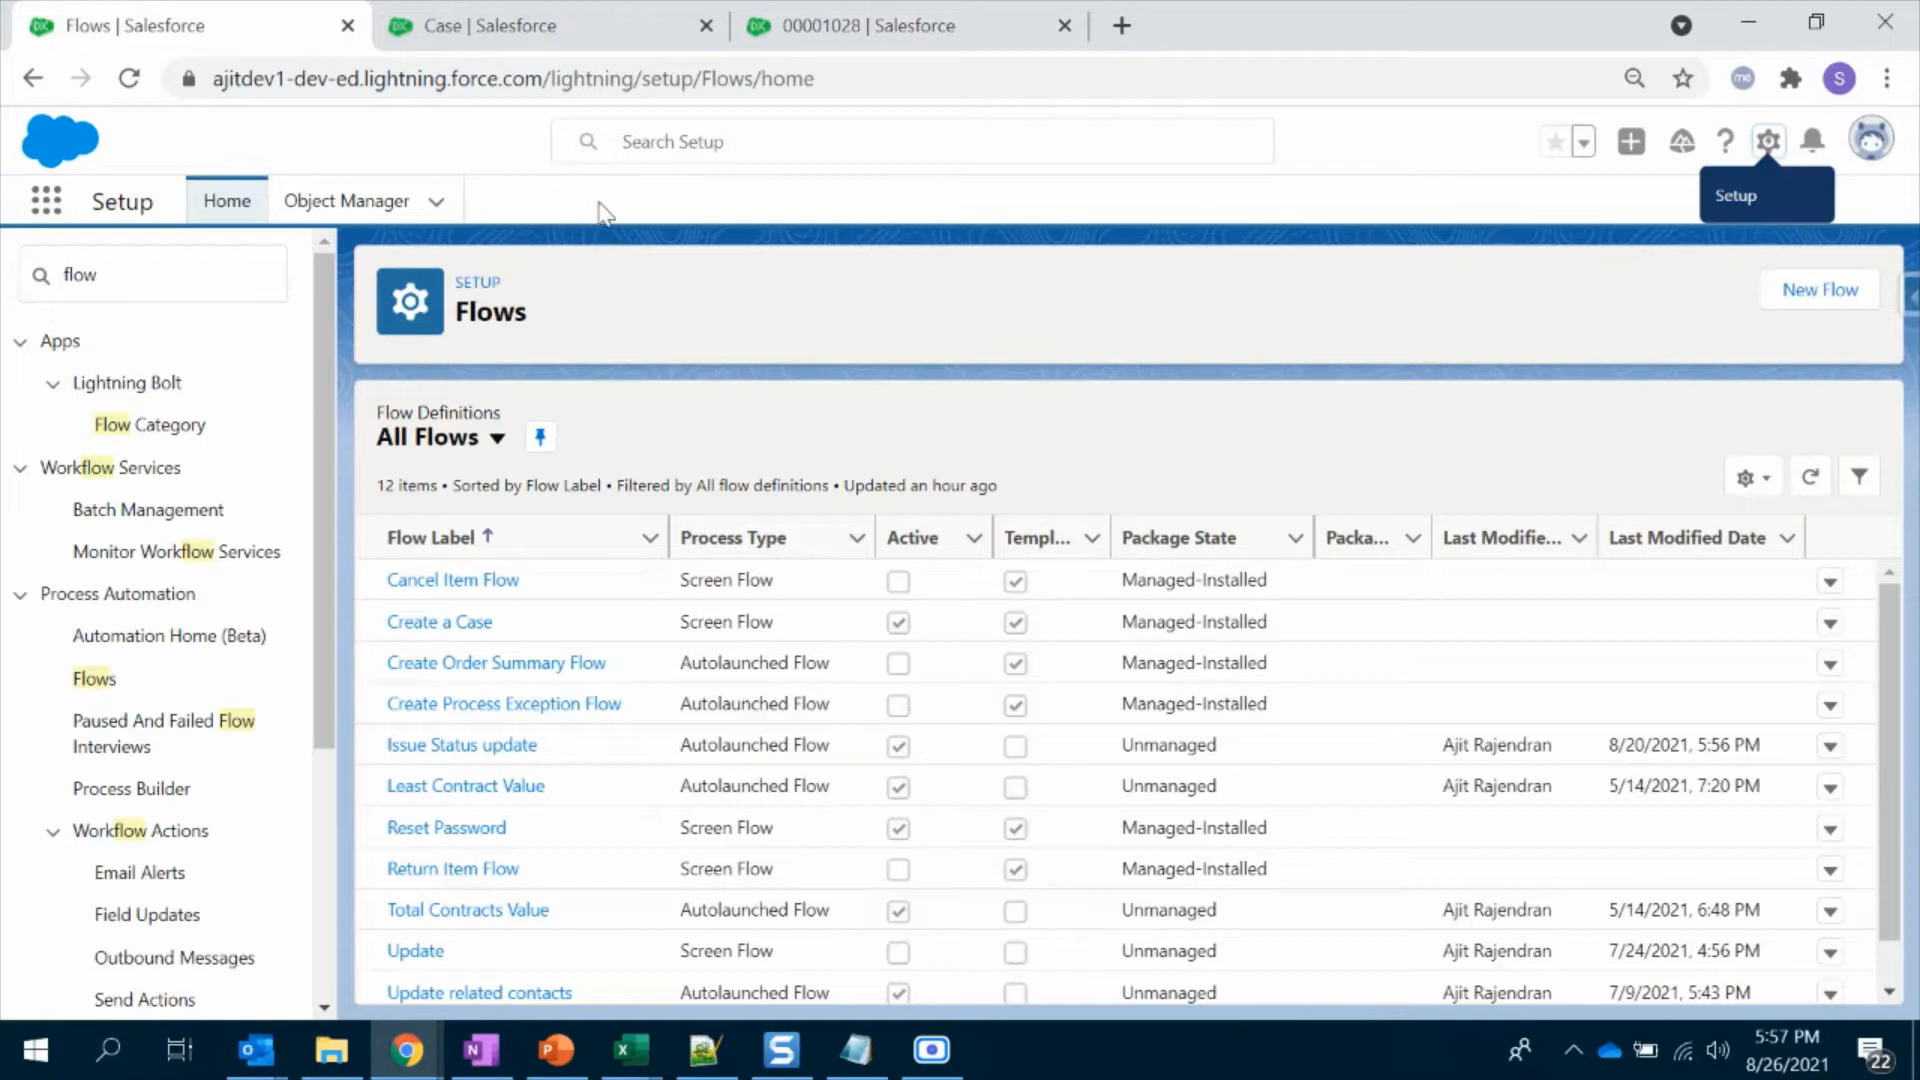 Flows | Salesforce
Case | Salesforce
00001028 | Salesforce
ajitdev1-dev-ed.lightning.force.com/lightning/setup/Flows/home
me
S
Search Setup
Setup
Home
Object Manager
Setup
flow
Apps
Lightning Bolt
Flow Category
Workflow Services
Batch Management
Monitor Workflow Services
Process Automation
Automation Home (Beta)
Flows
Paused And Failed Flow
Interviews
Process Builder
Workflow Actions
Email Alerts
Field Updates
Outbound Messages
Send Actions
SETUP
Flows
New Flow
Flow Definitions
All Flows
12 items • Sorted by Flow Label • Filtered by All flow definitions • Updated an hour ago
Flow Label Process Type Active Templ... Package State Packa... Last Modifie... Last Modified Date
Cancel Item Flow Screen Flow Managed-Installed
Create a Case Screen Flow Managed-Installed
Create Order Summary Flow Autolaunched Flow Managed-Installed
Create Process Exception Flow Autolaunched Flow Managed-Installed
Issue Status update Autolaunched Flow Unmanaged Ajit Rajendran 8/20/2021, 5:56 PM
Least Contract Value Autolaunched Flow Unmanaged Ajit Rajendran 5/14/2021, 7:20 PM
Reset Password Screen Flow Managed-Installed
Return Item Flow Screen Flow Managed-Installed
Total Contracts Value Autolaunched Flow Unmanaged Ajit Rajendran 5/14/2021, 6:48 PM
Update Screen Flow Unmanaged Ajit Rajendran 7/24/2021, 4:56 PM
Update related contacts Autolaunched Flow Unmanaged Ajit Rajendran 7/9/2021, 5:43 PM
5:57 PM
8/26/2021
22